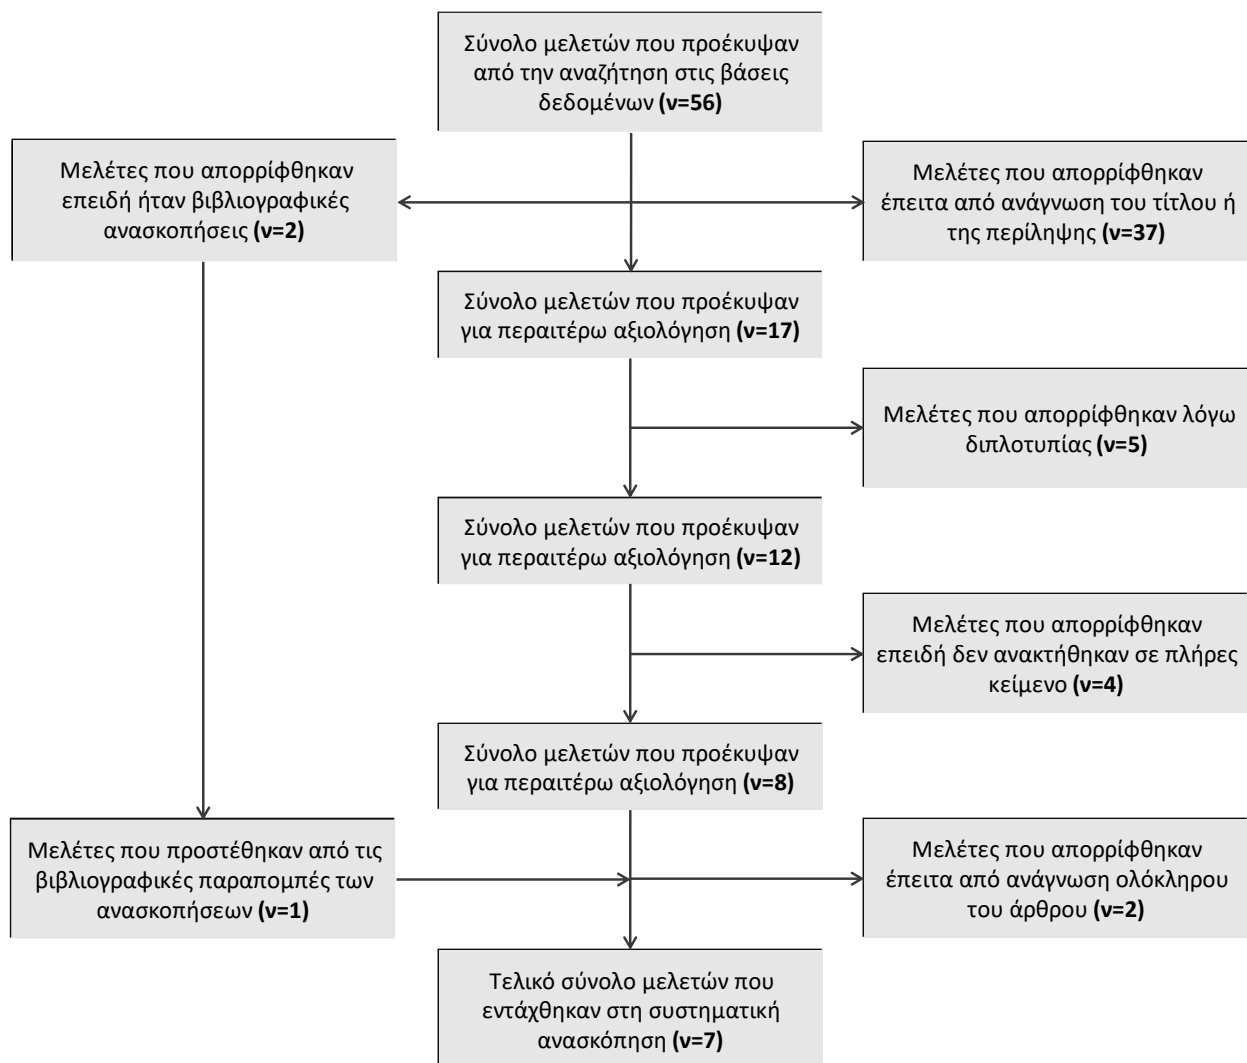 Σύνολο μελετών που προέκυψαν
από την αναζήτηση στις βάσεις
δεδομένων (ν=56)
Μελέτες που απορρίφθηκαν
επειδή ήταν βιβλιογραφικές
ανασκοπήσεις (ν=2)
Μελέτες που απορρίφθηκαν
έπειτα από ανάγνωση του τίτλου ή
της περίληψης (ν=37)
Σύνολο μελετών που προέκυψαν
για περαιτέρω αξιολόγηση (ν=17)
Μελέτες που απορρίφθηκαν λόγω
διπλοτυπίας (ν=5)
Σύνολο μελετών που προέκυψαν
για περαιτέρω αξιολόγηση (ν=12)
Μελέτες που απορρίφθηκαν
επειδή δεν ανακτήθηκαν σε πλήρες
κείμενο (ν=4)
Σύνολο μελετών που προέκυψαν
για περαιτέρω αξιολόγηση (ν=8)
Μελέτες που προστέθηκαν από τις
βιβλιογραφικές παραπομπές των
ανασκοπήσεων (ν=1)
Μελέτες που απορρίφθηκαν
έπειτα από ανάγνωση ολόκληρου
του άρθρου (ν=2)
Τελικό σύνολο μελετών που
εντάχθηκαν στη συστηματική
ανασκόπηση (ν=7)